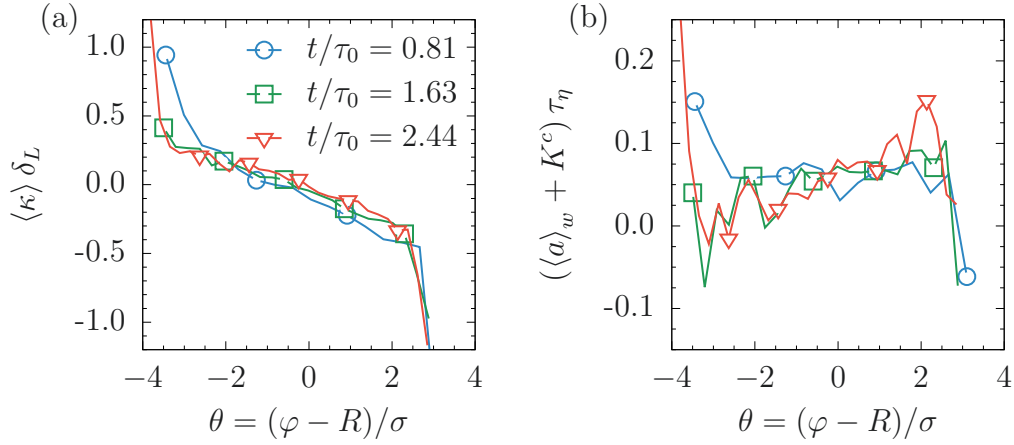 (a)
1.0
0.5
0.0
-0.5
-1.0
⟨κ⟩ δ_L
t/τ_0 = 0.81
t/τ_0 = 1.63
t/τ_0 = 2.44
−4 −2 0 2 4
θ = (φ − R)/σ
(b)
0.2
0.1
0.0
-0.1
(⟨a⟩_w + K^c) τ_η
−4 −2 0 2 4
θ = (φ − R)/σ